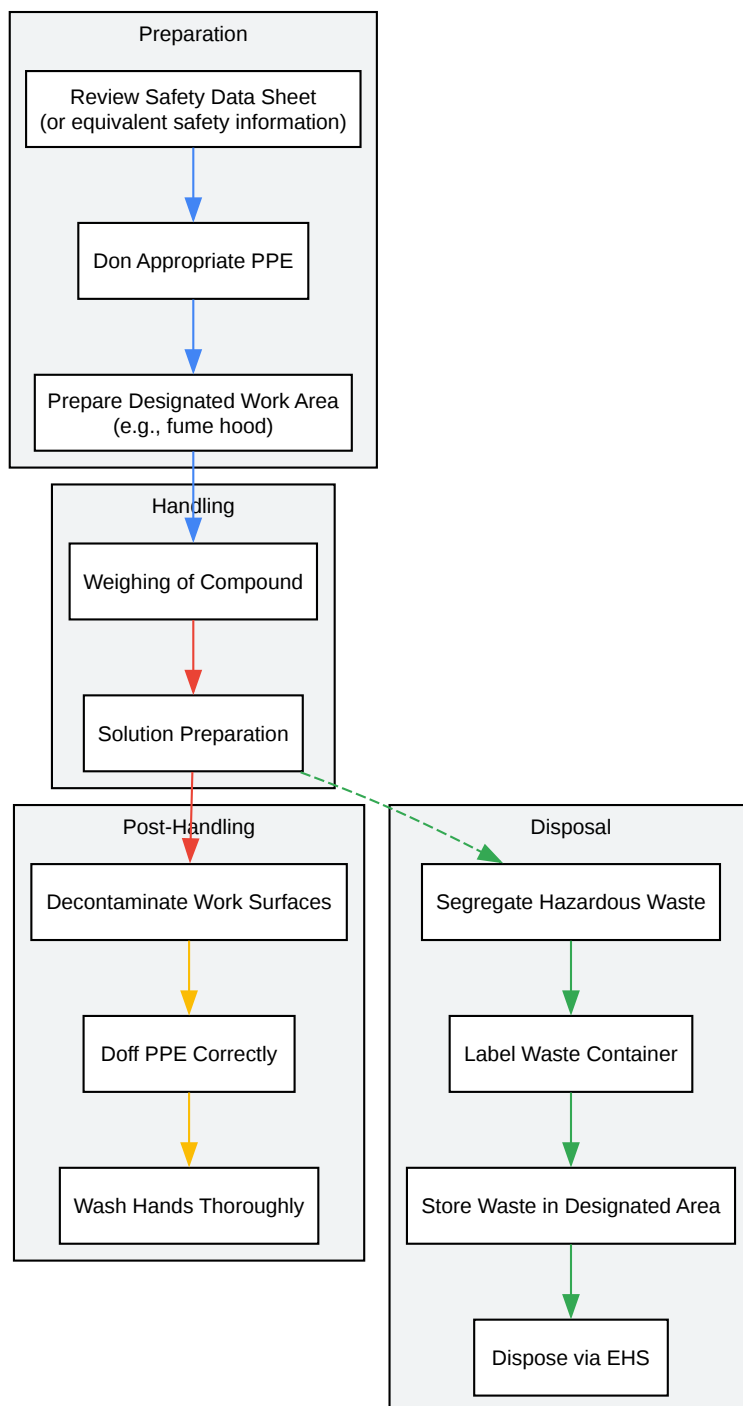 Preparation
Review Safety Data Sheet
(or equivalent safety information)
Don Appropriate PPE
Prepare Designated Work Area
(e.g., fume hood)
Handling
Weighing of Compound
Solution Preparation
Post-Handling
Decontaminate Work Surfaces
Doff PPE Correctly
Wash Hands Thoroughly
Disposal
Segregate Hazardous Waste
Label Waste Container
Store Waste in Designated Area
Dispose via EHS